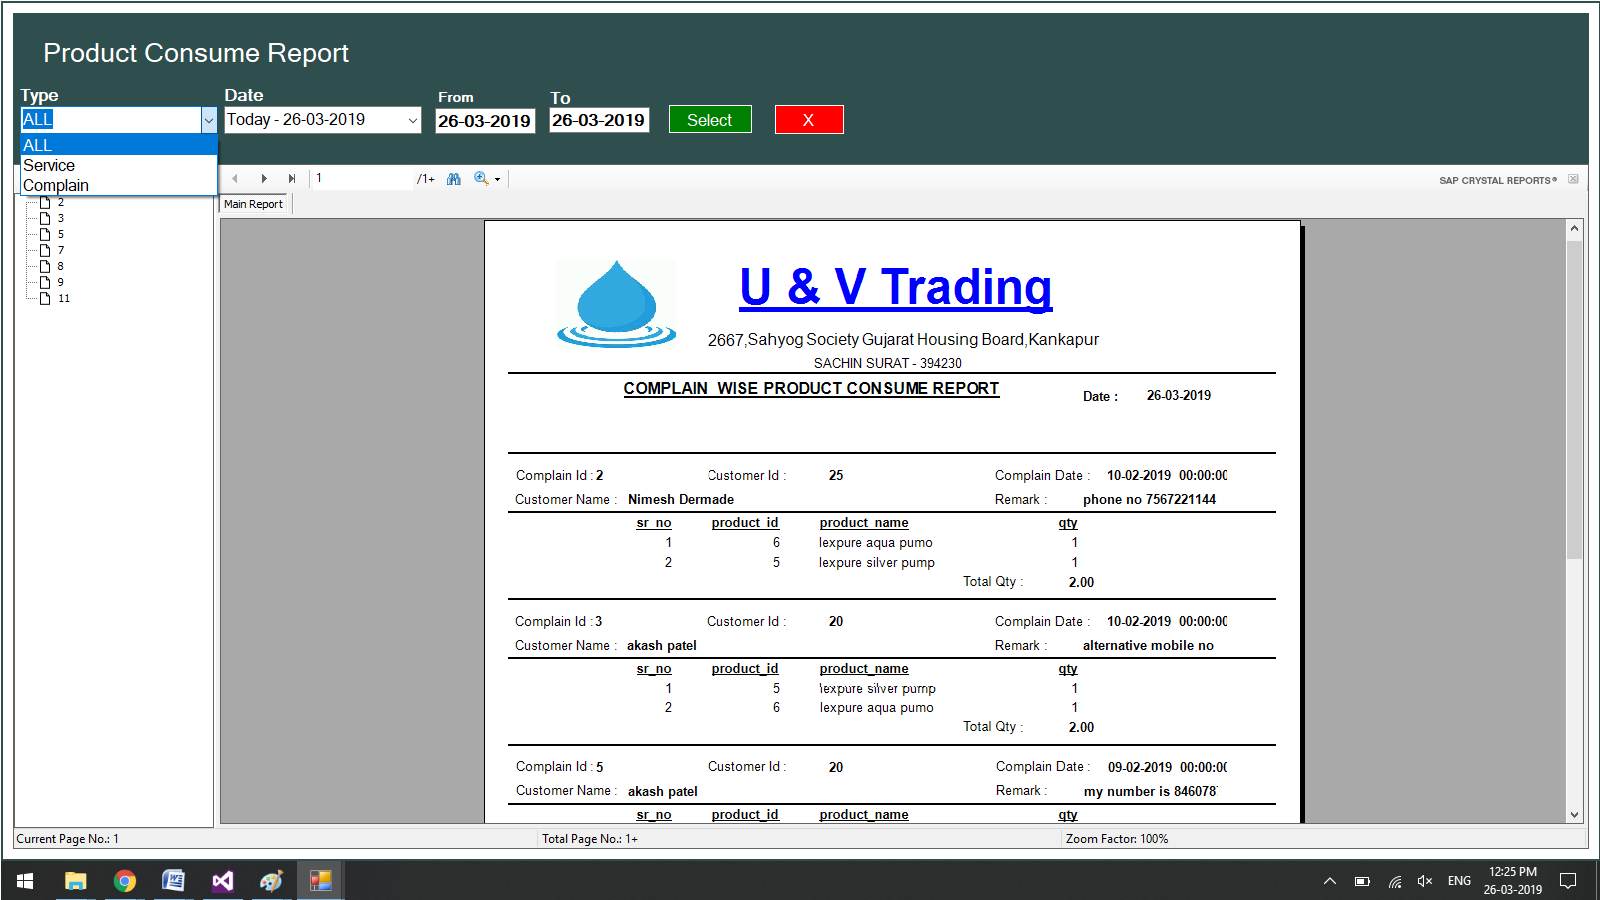 Product Consume Report
Type Date From To
ALL Today - 26-03-2019 26-03-2019 26-03-2019 Select X
ALL
Service
Complain
1 /1+ SAP CRYSTAL REPORTS®
Main Report
2
3
5
7
8
9
11
U & V Trading
2667,Sahyog Society Gujarat Housing Board,Kankapur
SACHIN SURAT - 394230
COMPLAIN WISE PRODUCT CONSUME REPORT
Date : 26-03-2019
Complain Id : 2 Customer Id : 25 Complain Date : 10-02-2019 00:00:00
Customer Name : Nimesh Dermade Remark : phone no 7567221144
sr_no product_id product_name qty
1 6 lexpure aqua pumo 1
2 5 lexpure silver pump 1
Total Qty : 2.00
Complain Id : 3 Customer Id : 20 Complain Date : 10-02-2019 00:00:00
Customer Name : akash patel Remark : alternative mobile no
sr_no product_id product_name qty
1 5 lexpure silver pump 1
2 6 lexpure aqua pumo 1
Total Qty : 2.00
Complain Id : 5 Customer Id : 20 Complain Date : 09-02-2019 00:00:00
Customer Name : akash patel Remark : my number is 846078
sr_no product_id product_name qty
Current Page No.: 1 Total Page No.: 1+ Zoom Factor: 100%
ENG 12:25 PM
26-03-2019